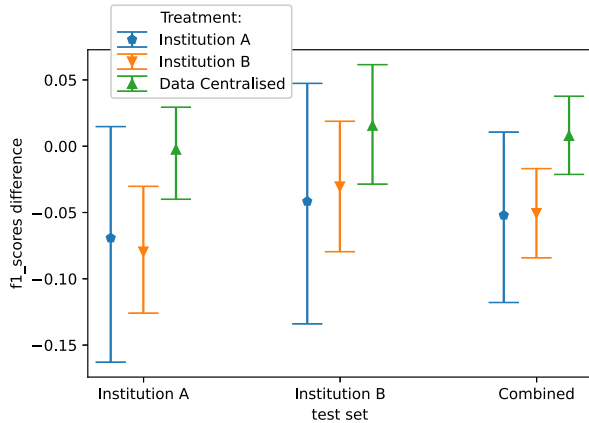 Treatment:
Institution A
Institution B
Data Centralised
0.05
0.00
−0.05
−0.10
−0.15
f1_scores difference
Institution A
Institution B
Combined
test set